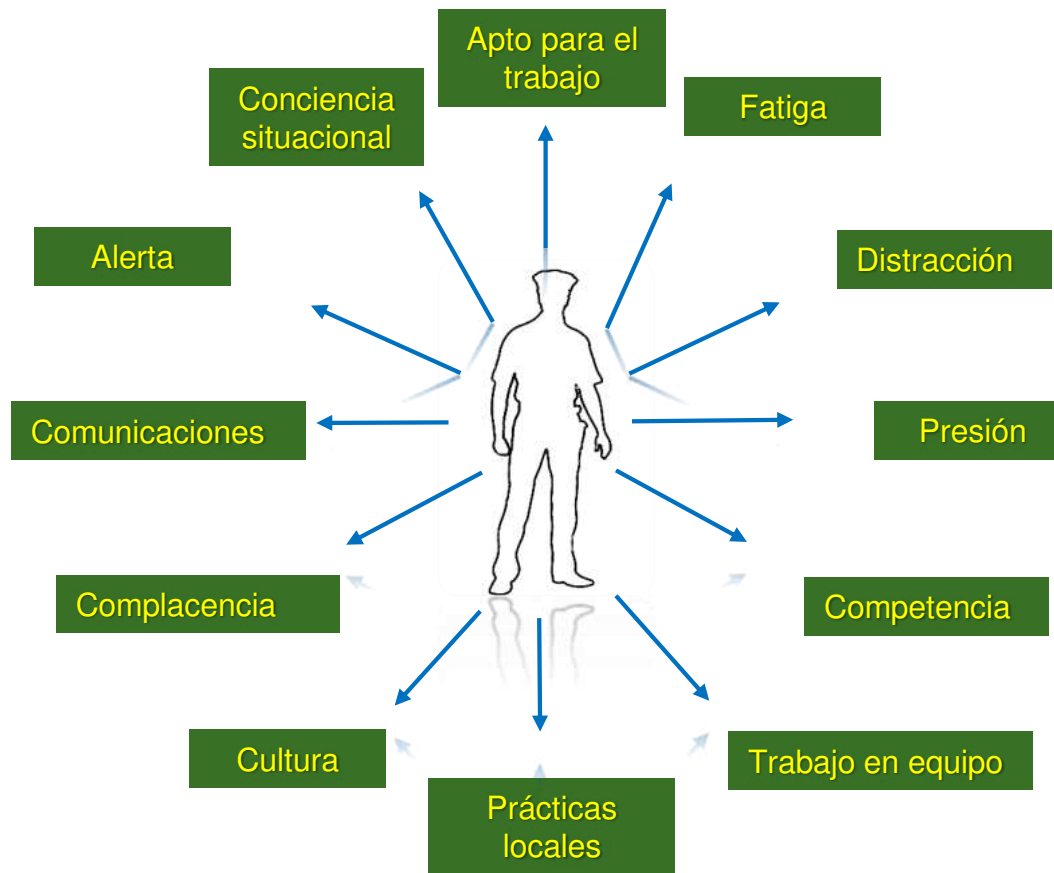 Apto para el
trabajo
Conciencia
situacional
Fatiga
Alerta
Distracción
Comunicaciones
Presión
Complacencia
Competencia
Cultura
Trabajo en equipo
Prácticas
locales